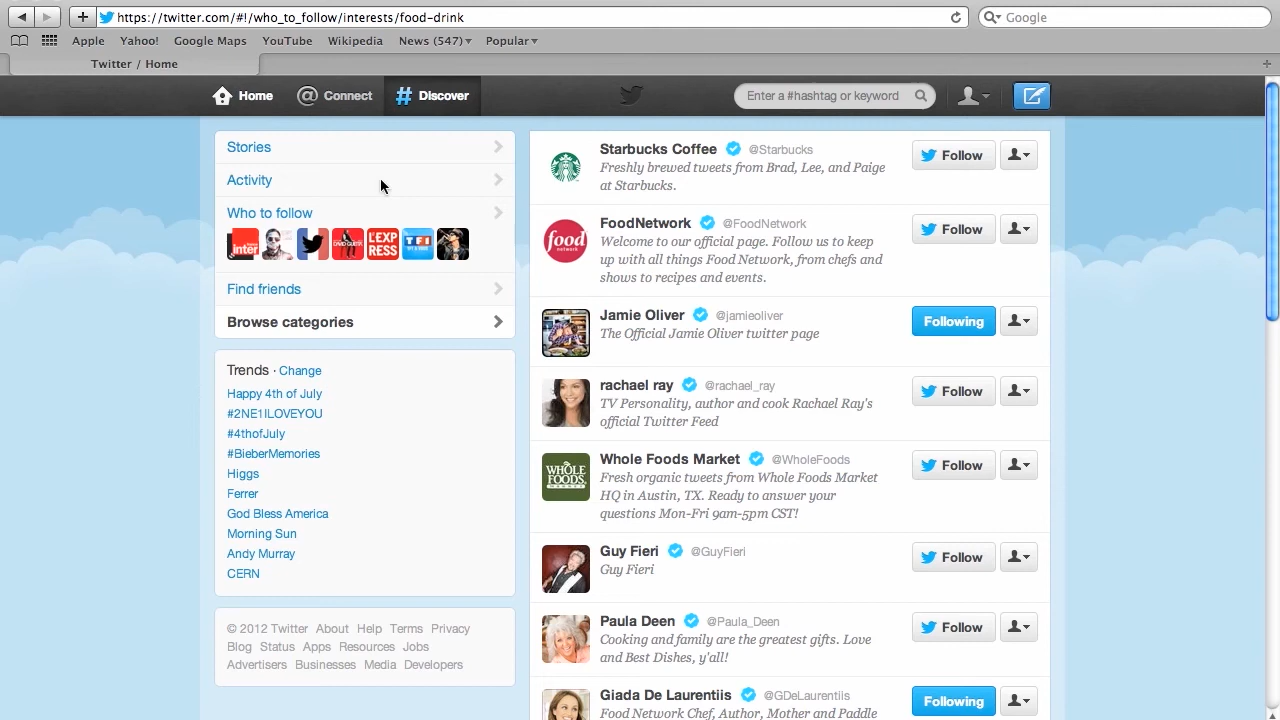 https://twitter.com/#!/who_to_follow/interests/food-drink
Google
Apple Yahoo! Google Maps YouTube Wikipedia News (547) Popular
Twitter / Home
Home Connect Discover
Enter a #hashtag or keyword
Stories
Activity
Who to follow
inter
DAVID GUETTA
L'EXPRESS
TF1
Find friends
Browse categories
Trends · Change
Happy 4th of July
#2NE1ILOVEYOU
#4thofJuly
#BieberMemories
Higgs
Ferrer
God Bless America
Morning Sun
Andy Murray
CERN
© 2012 Twitter About Help Terms Privacy
Blog Status Apps Resources Jobs
Advertisers Businesses Media Developers
Starbucks Coffee @Starbucks
Freshly brewed tweets from Brad, Lee, and Paige
at Starbucks.
Follow
food
network
FoodNetwork @FoodNetwork
Welcome to our official page. Follow us to keep
up with all things Food Network, from chefs and
shows to recipes and events.
Follow
Jamie Oliver @jamieoliver
The Official Jamie Oliver twitter page
Following
rachael ray @rachael_ray
TV Personality, author and cook Rachael Ray's
official Twitter Feed
Follow
WHOLE
FOODS
MARKET
Whole Foods Market @WholeFoods
Fresh organic tweets from Whole Foods Market
HQ in Austin, TX. Ready to answer your
questions Mon-Fri 9am-5pm CST!
Follow
Guy Fieri @GuyFieri
Guy Fieri
Follow
Paula Deen @Paula_Deen
Cooking and family are the greatest gifts. Love
and Best Dishes, y'all!
Follow
Giada De Laurentiis @GDeLaurentiis
Food Network Chef, Author, Mother and Paddle
Following